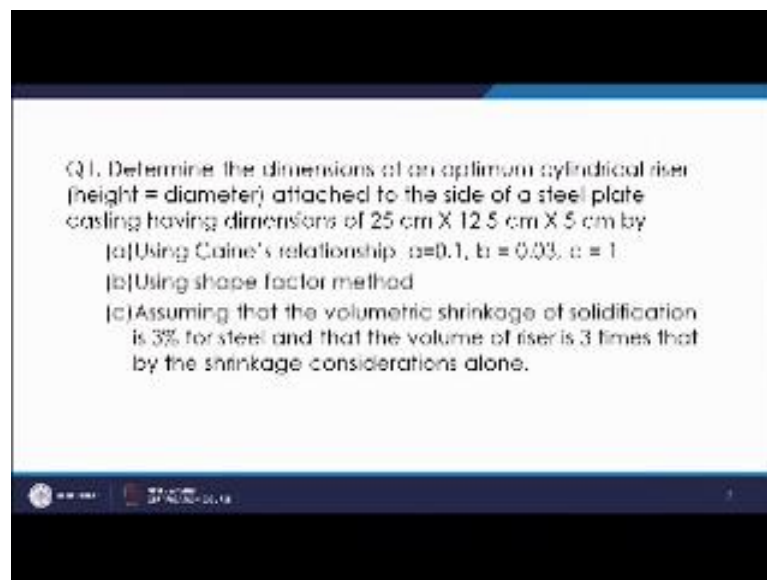 Q1. Determine the dimensions of an optimum cylindrical riser
(height = diameter) attached to the side of a steel plate
casting having dimensions of 25 cm X 12.5 cm X 5 cm by
(a)Using Caine's relationship a=0.1, b = 0.03, c = 1
(b)Using shape factor method
(c)Assuming that the volumetric shrinkage of solidification
is 3% for steel and that the volume of riser is 3 times that
by the shrinkage considerations alone.